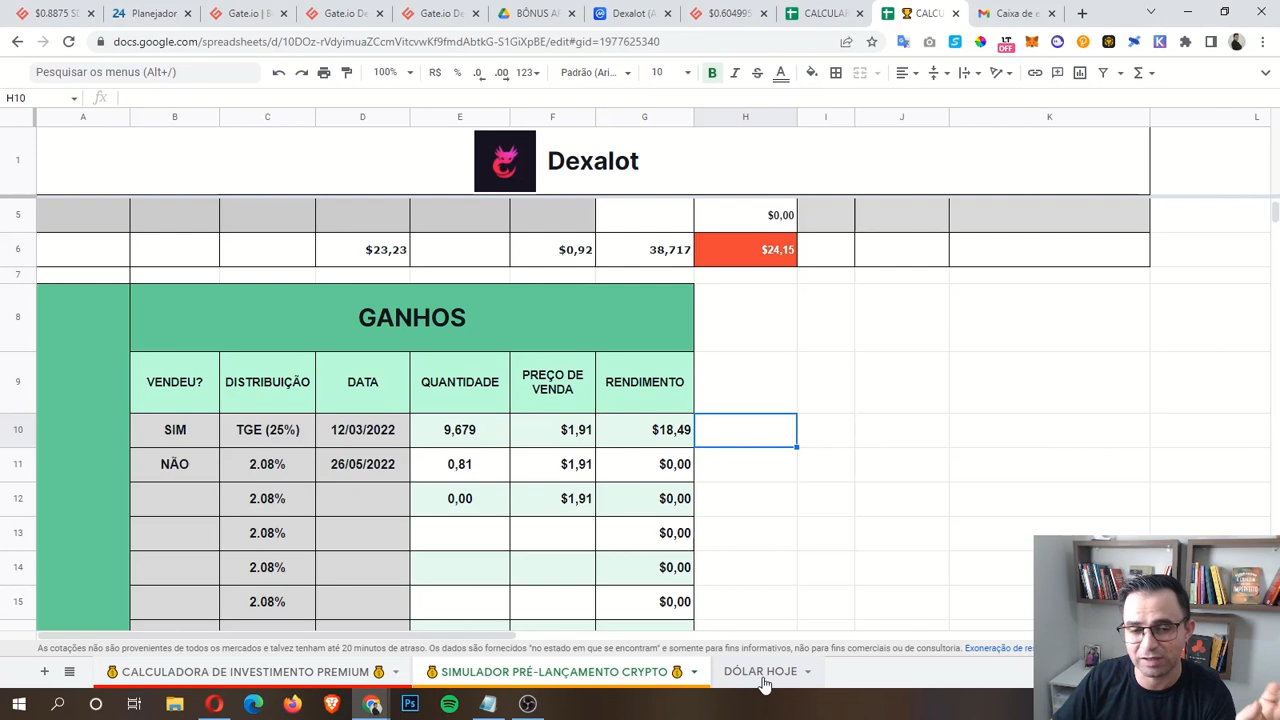 $0.8875 SD
Planejador
Gate.io | B
Gate.io De
Gate.io De
BÔNUS AF
Dexalot (A
$0.604995
CALCULAR
CALCU
Caixa de e
docs.google.com
edit#gid=1977625340
Pesquisar os menus (Alt+/)
100%
R$ % .0 .00 123
Padrão (Ari...
10
B I S A
H10
fx
A B C D E F G H I J K L
1 Dexalot
5 $0,00
6 $23,23 $0,92 38,717 $24,15
7
8 GANHOS
9 VENDEU? DISTRIBUIÇÃO DATA QUANTIDADE PREÇO DE VENDA RENDIMENTO
10 SIM TGE (25%) 12/03/2022 9,679 $1,91 $18,49
11 NÃO 2.08% 26/05/2022 0,81 $1,91 $0,00
12 2.08% 0,00 $1,91 $0,00
13 2.08% $0,00
14 2.08% $0,00
15 2.08% $0,00
As cotações não são provenientes de todos os mercados e talvez tenham até 20 minutos de atraso. Os dados são fornecidos "no estado em que se encontram" e somente para fins informativos, não para fins comerciais ou de consultoria. Exoneração de res
CALCULADORA DE INVESTIMENTO PREMIUM
SIMULADOR PRÉ-LANÇAMENTO CRYPTO
DÓLAR HOJE